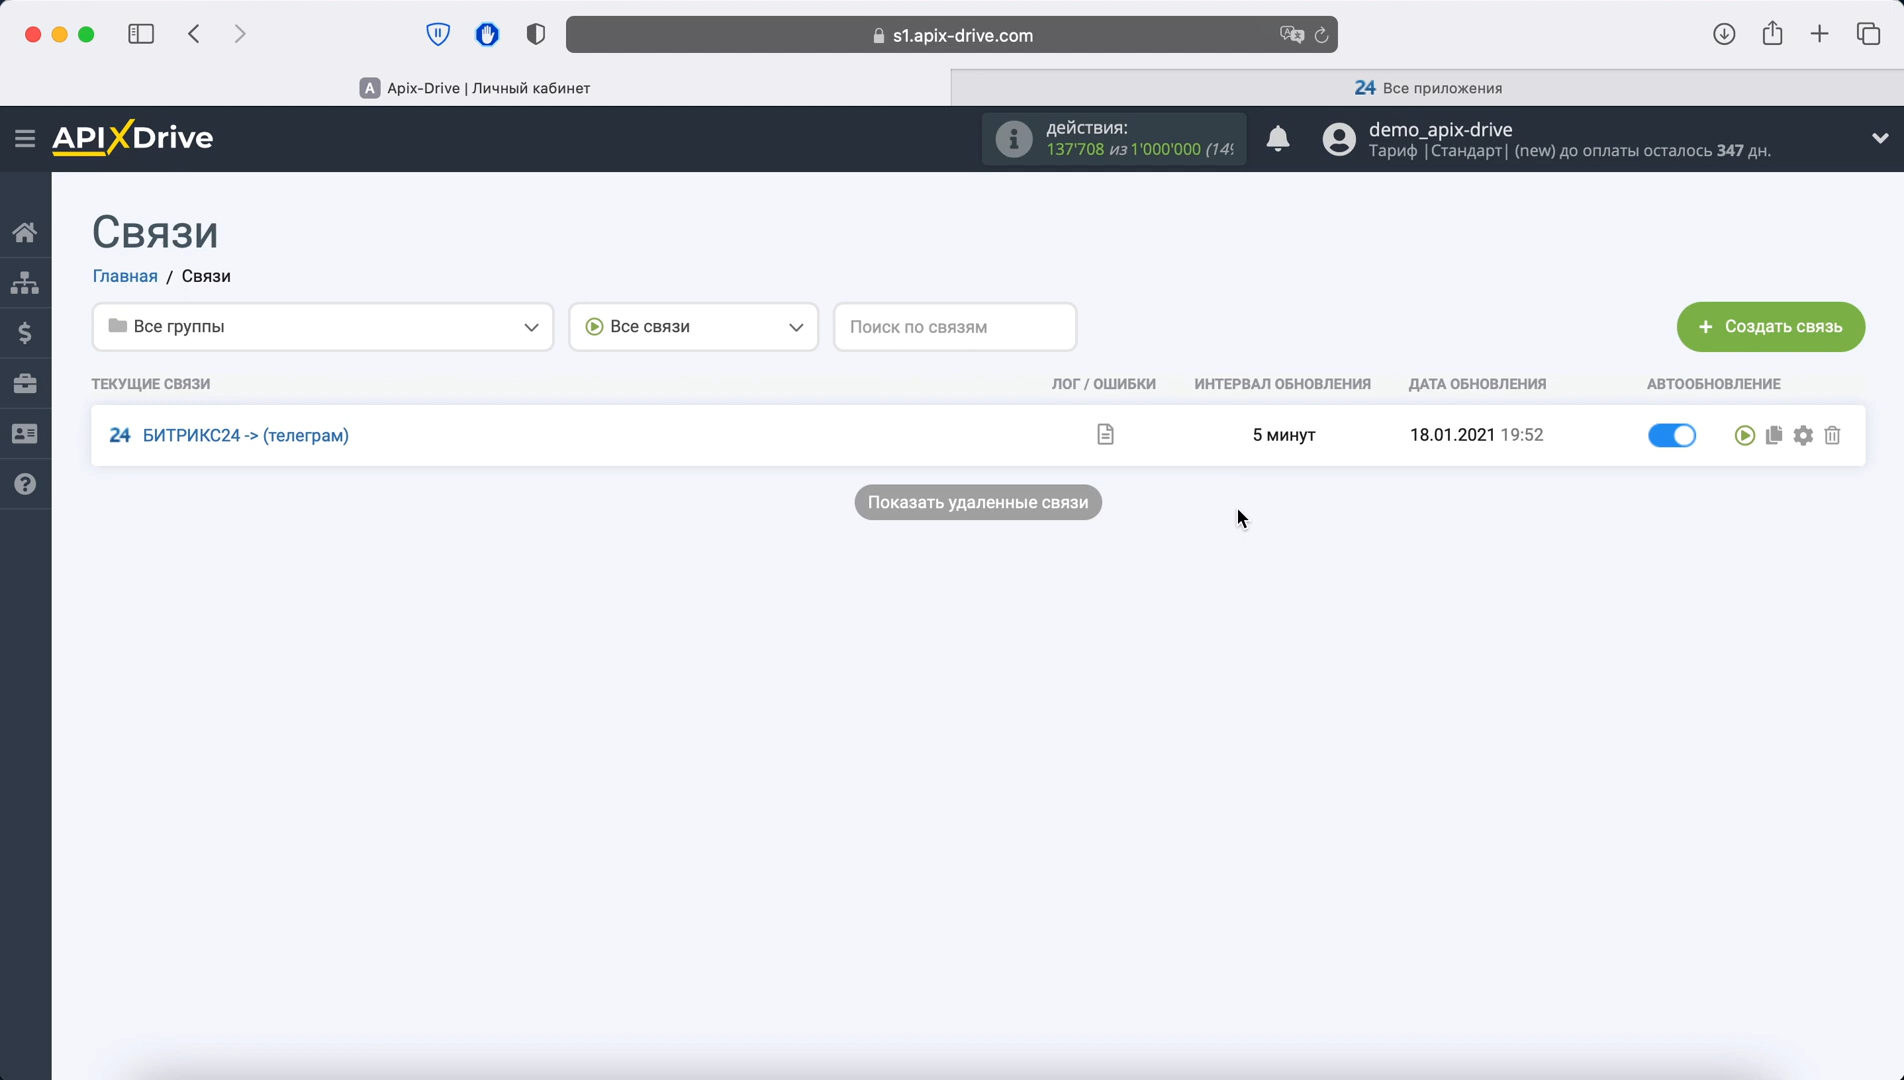 s1.apix-drive.com
A Apix-Drive | Личный кабинет
24 Все приложения
APIXDrive
действия:
137'708 из 1'000'000 (14
demo_apix-drive
Тариф |Стандарт| (new) до оплаты осталось 347 дн.
Связи
Главная / Связи
Все группы
Все связи
Поиск по связям
+ Создать связь
ТЕКУЩИЕ СВЯЗИ
ЛОГ / ОШИБКИ
ИНТЕРВАЛ ОБНОВЛЕНИЯ
ДАТА ОБНОВЛЕНИЯ
АВТООБНОВЛЕНИЕ
24 БИТРИКС24 -> (телеграм)
5 минут
18.01.2021 19:52
Показать удаленные связи